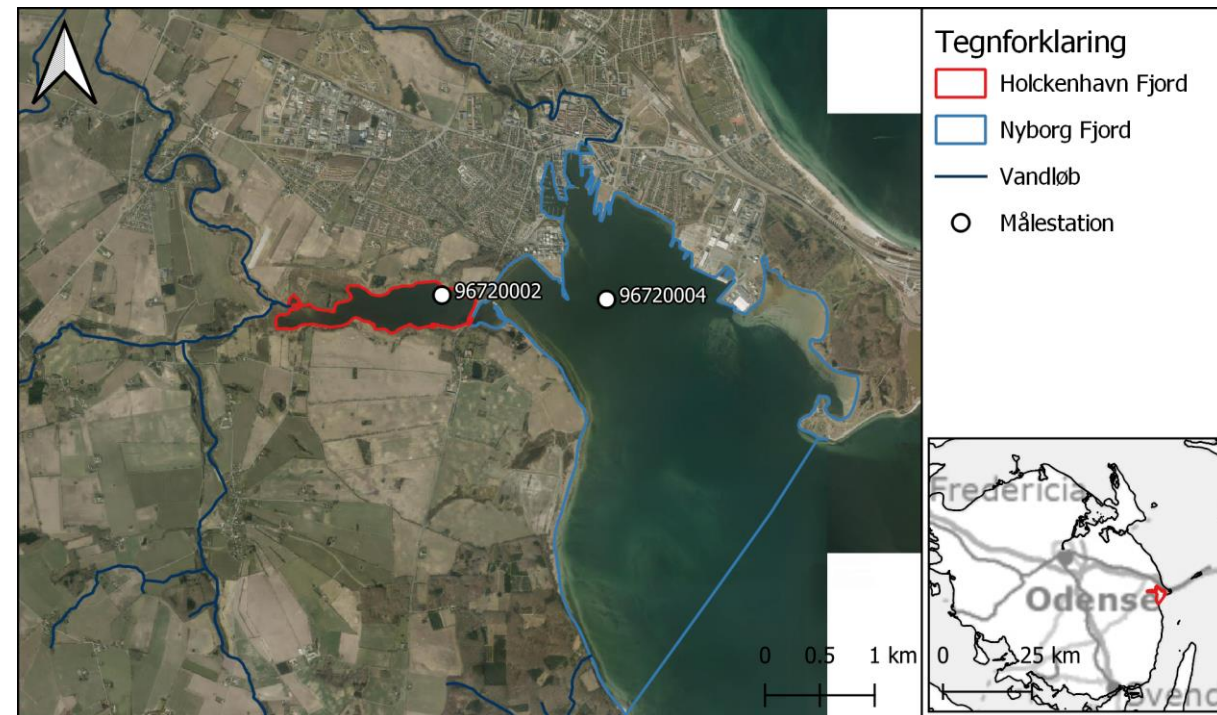 Tegnforklaring
Holckenhavn Fjord
Nyborg Fjord
Vandløb
Målestation
96720002
96720004
0 0.5 1 km
Fredericia
Odense
0 25 km
Svend